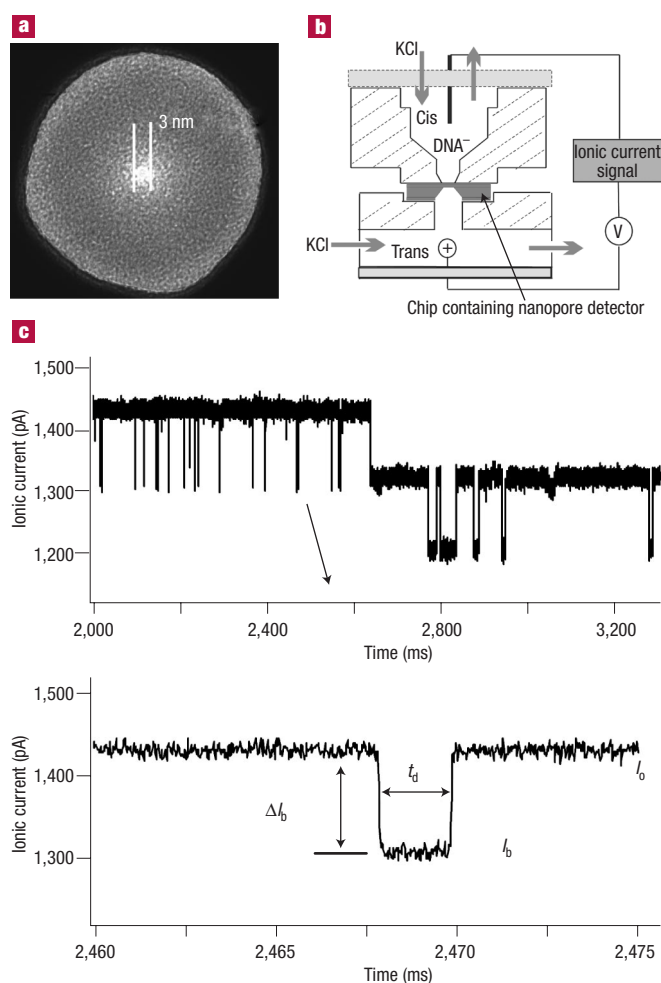 a
3 nm
b
KCl
Cis
DNA⁻
Ionic current
signal
KCl
Trans
+
V
Chip containing nanopore detector
c
Ionic current (pA)
1,500
1,400
1,300
1,200
2,000
2,400
2,800
3,200
Time (ms)
Ionic current (pA)
1,500
1,400
1,300
ΔIb
td
Io
Ib
2,460
2,465
2,470
2,475
Time (ms)